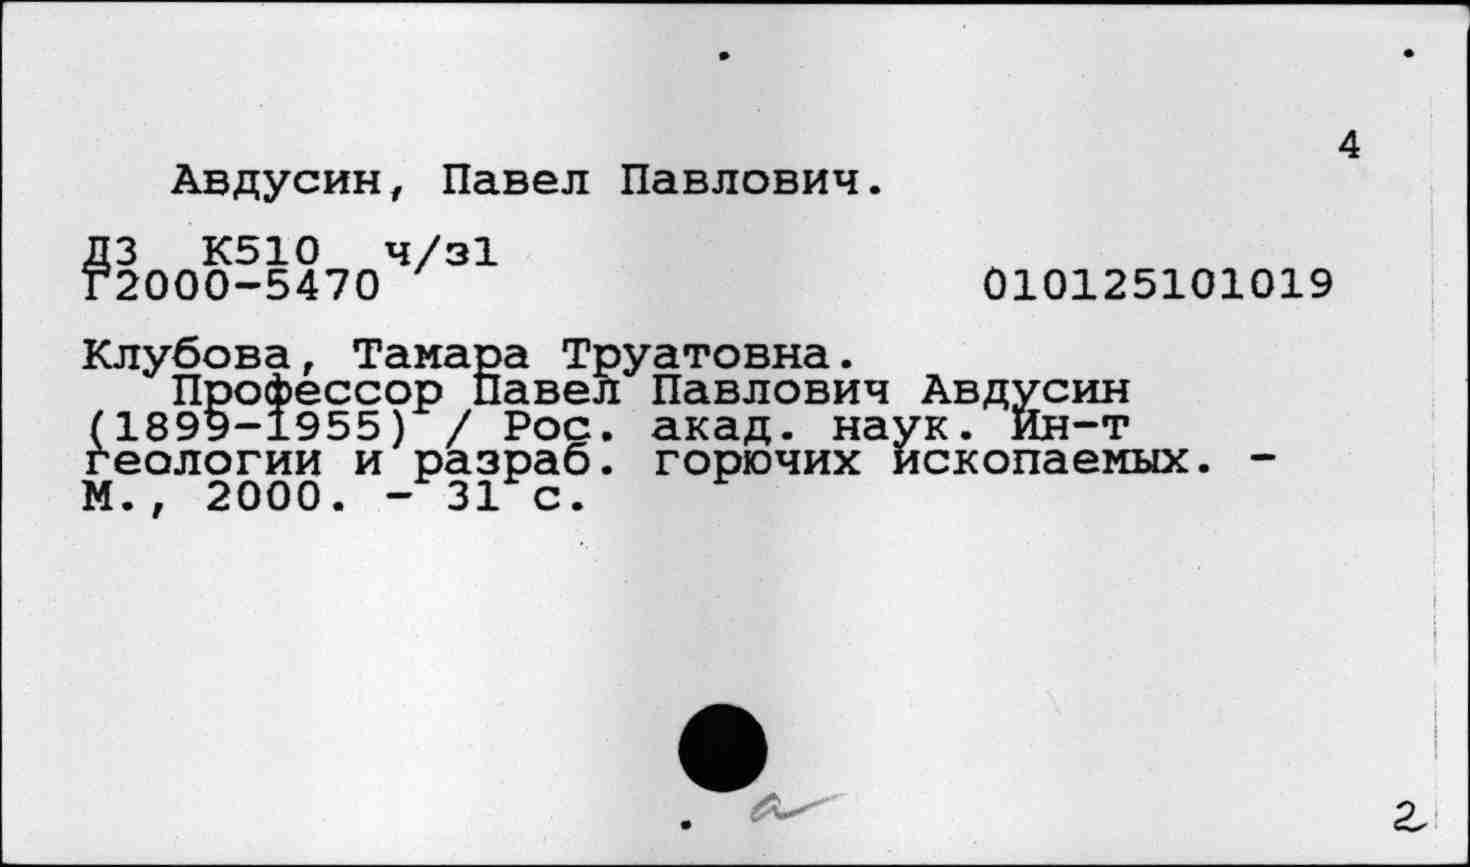 4
Авдусин, Павел Павлович.
Д3 К510 ч/з1
Г2000-5470 010125101019
Клубова, Тамара Труатовна.
Профессор Павел Павлович Авдусин
(1899-1955) / Рос. акад. наук. Ин-т
геологии и разраб. горючих ископаемых. -
М., 2000. - 31 с.
2